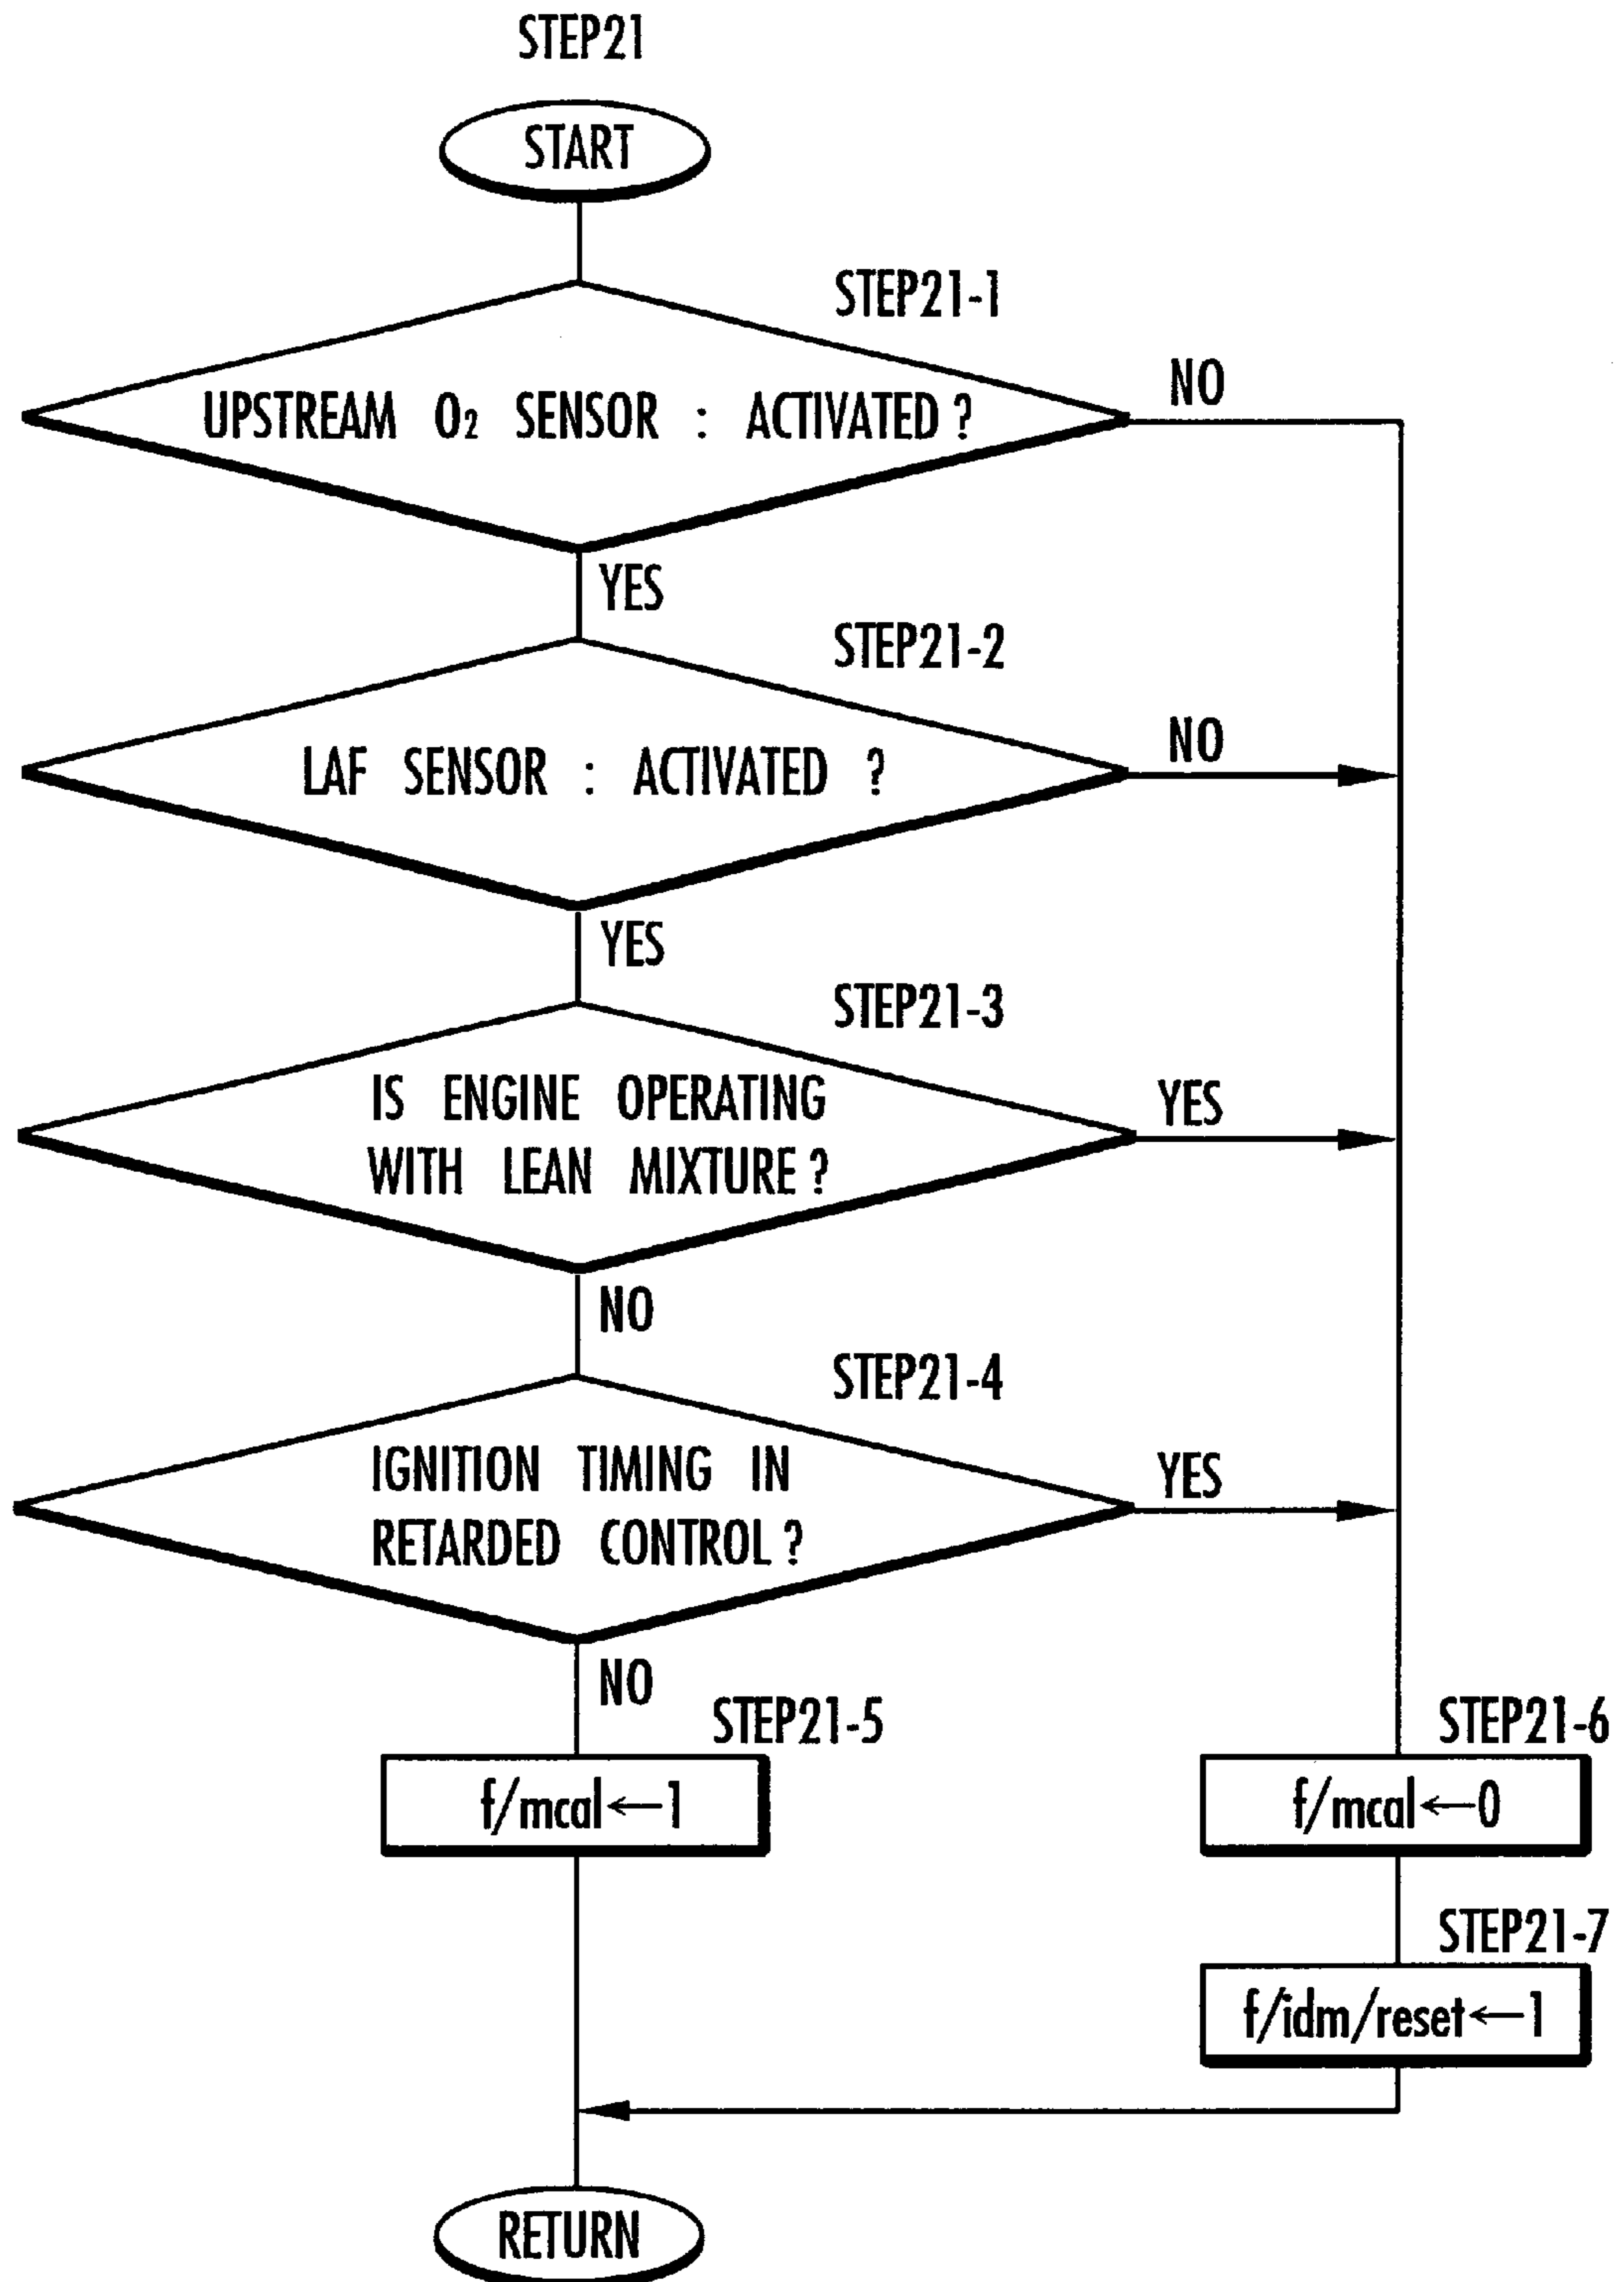 STEP21
START
STEP21-1
UPSTREAM O₂ SENSOR : ACTIVATED ?
NO
YES
STEP21-2
LAF SENSOR : ACTIVATED ?
NO
YES
STEP21-3
IS ENGINE OPERATING
WITH LEAN MIXTURE ?
YES
NO
STEP21-4
IGNITION TIMING IN
RETARDED CONTROL ?
YES
NO
STEP21-5
f/mcal←1
STEP21-6
f/mcal←0
STEP21-7
f/idm/reset←1
RETURN